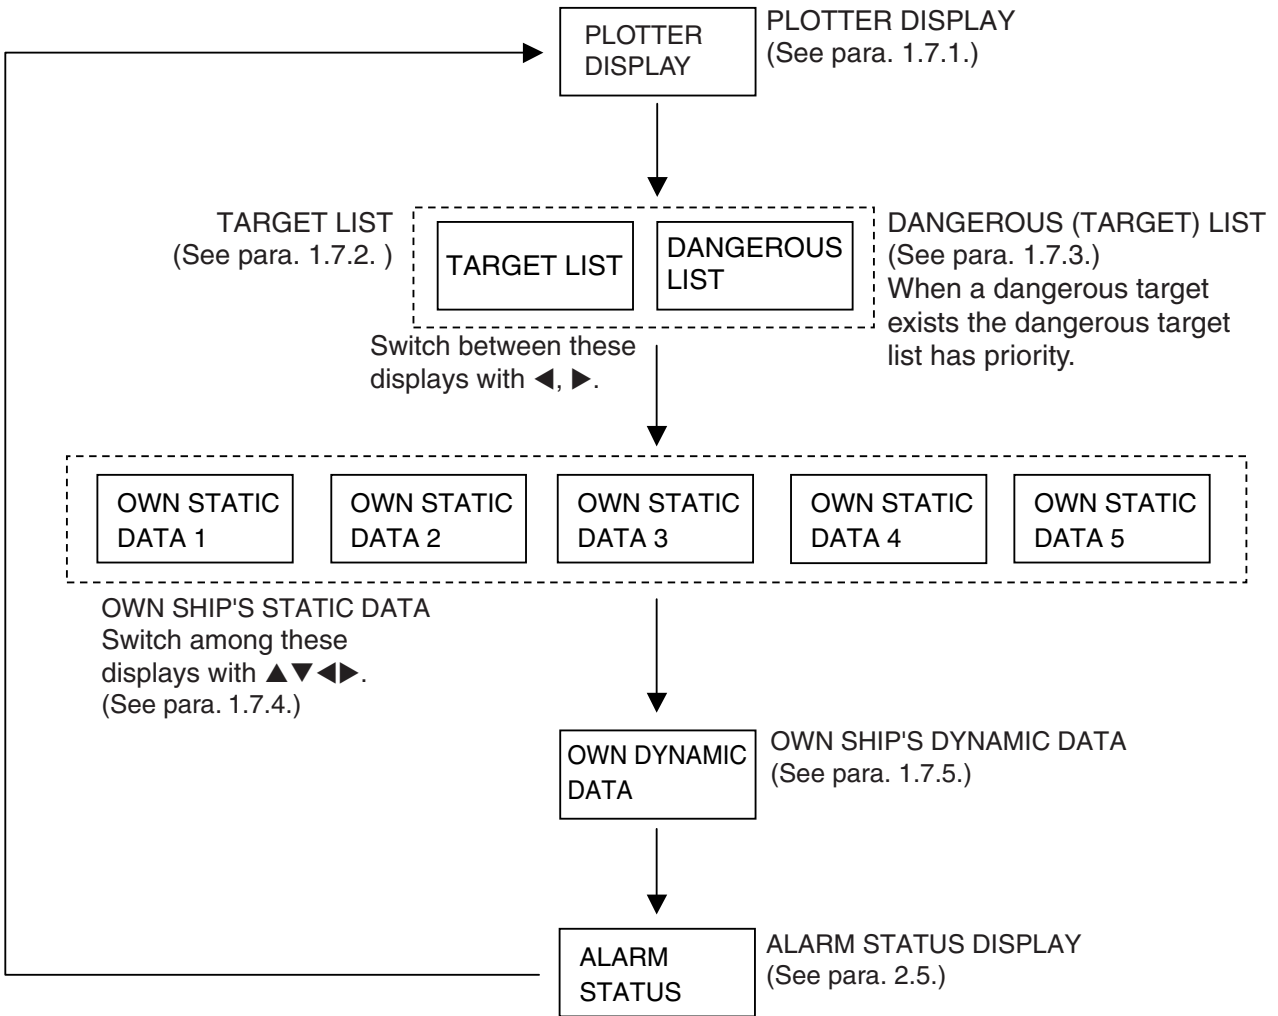 PLOTTER
DISPLAY
PLOTTER DISPLAY
(See para. 1.7.1.)
TARGET LIST
(See para. 1.7.2. )
TARGET LIST
DANGEROUS
LIST
DANGEROUS (TARGET) LIST
(See para. 1.7.3.)
When a dangerous target
exists the dangerous target
list has priority.
Switch between these
displays with ◀, ▶.
OWN STATIC
DATA 1
OWN STATIC
DATA 2
OWN STATIC
DATA 3
OWN STATIC
DATA 4
OWN STATIC
DATA 5
OWN SHIP'S STATIC DATA
Switch among these
displays with ▲▼◀▶.
(See para. 1.7.4.)
OWN DYNAMIC
DATA
OWN SHIP'S DYNAMIC DATA
(See para. 1.7.5.)
ALARM
STATUS
ALARM STATUS DISPLAY
(See para. 2.5.)